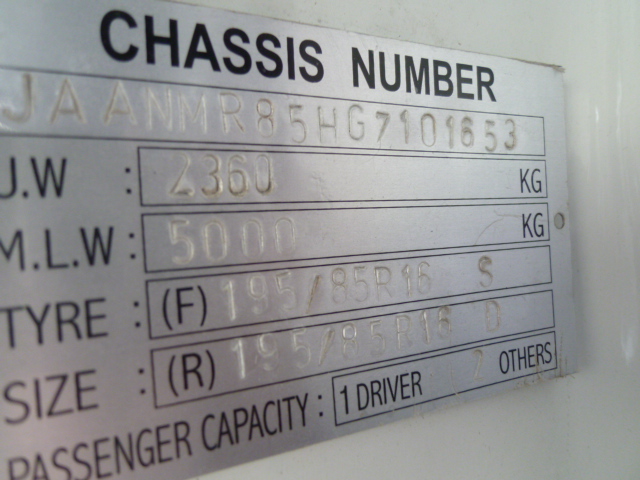 CHASSIS NUMBER
JAANMR85HG7101653
U.W : 2360 KG
M.L.W : 5000 KG
TYRE : (F) 195/85R16 S
SIZE : (R) 195/85R16 D
PASSENGER CAPACITY : 1 DRIVER 2 OTHERS